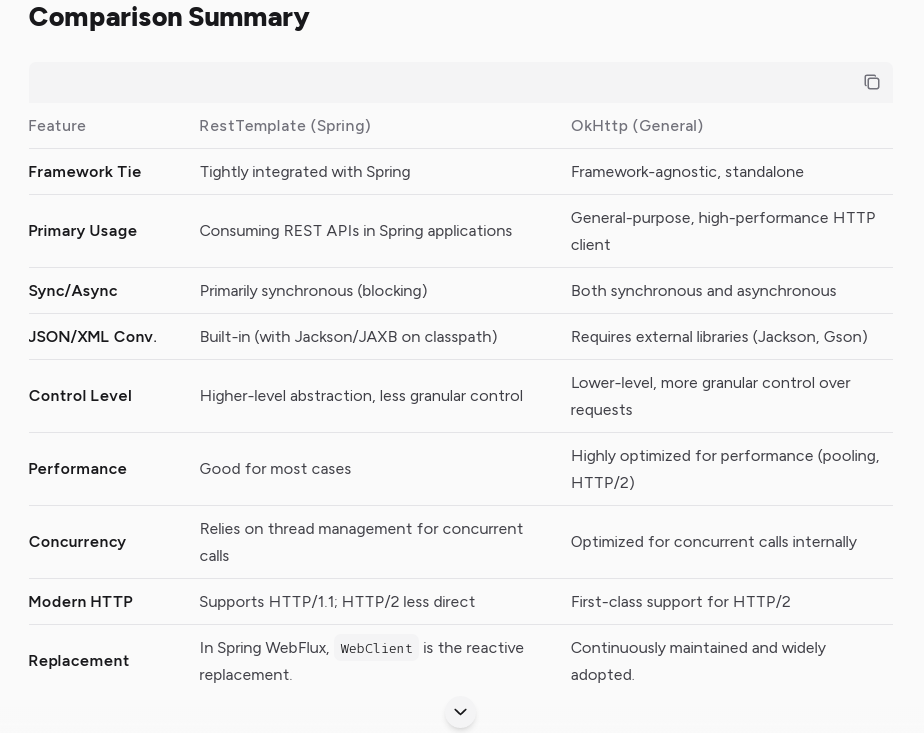 Comparison Summary
Feature RestTemplate (Spring) OkHttp (General)
Framework Tie Tightly integrated with Spring Framework-agnostic, standalone
Primary Usage Consuming REST APIs in Spring applications General-purpose, high-performance HTTP
client
Sync/Async Primarily synchronous (blocking) Both synchronous and asynchronous
JSON/XML Conv. Built-in (with Jackson/JAXB on classpath) Requires external libraries (Jackson, Gson)
Control Level Higher-level abstraction, less granular control Lower-level, more granular control over
requests
Performance Good for most cases Highly optimized for performance (pooling,
HTTP/2)
Concurrency Relies on thread management for concurrent
calls Optimized for concurrent calls internally
Modern HTTP Supports HTTP/1.1; HTTP/2 less direct First-class support for HTTP/2
Replacement In Spring WebFlux, WebClient is the reactive
replacement. Continuously maintained and widely
adopted.